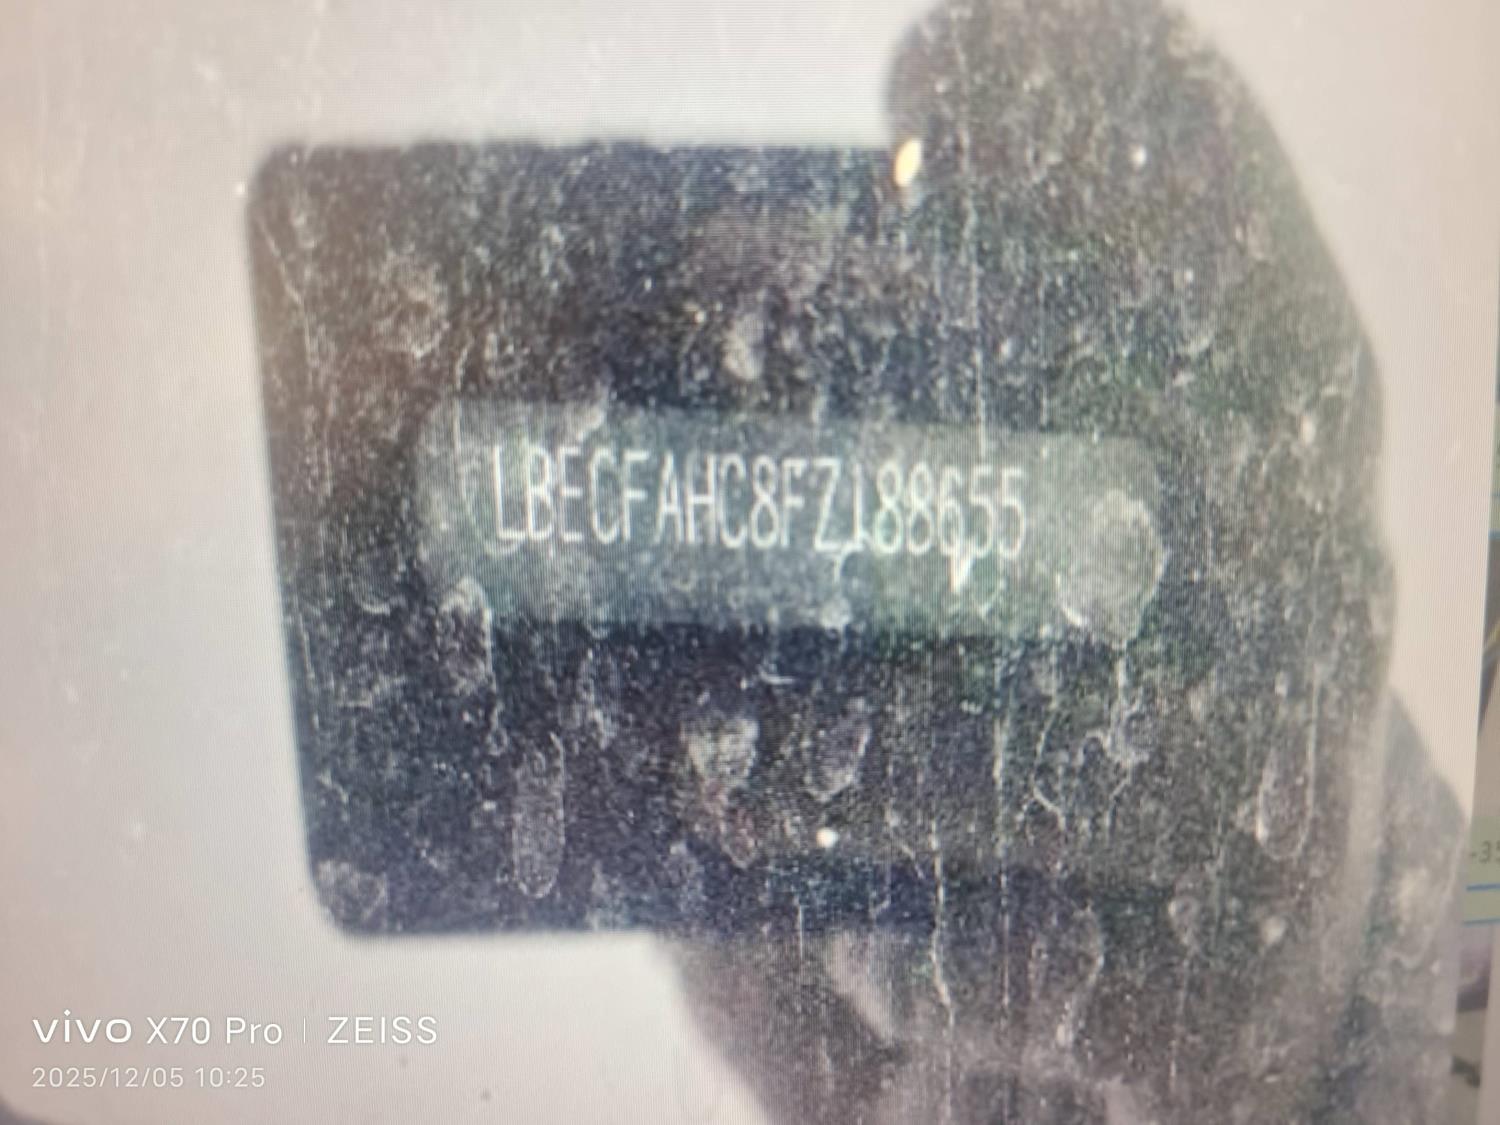 LBECFAHC8FZ188655
vivo X70 Pro | ZEISS
2025/12/05 10:25